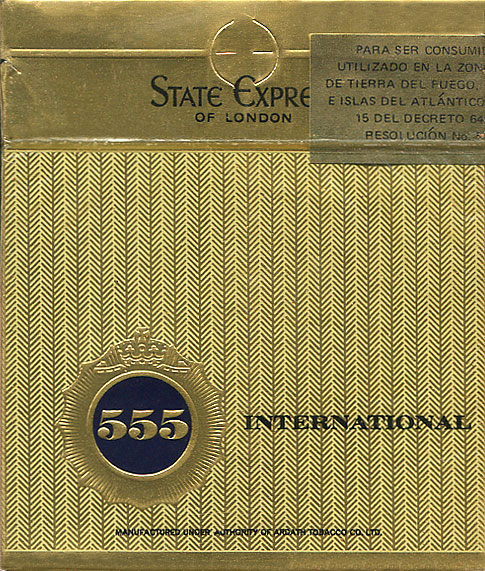 STATE EXPRE
OF LONDON
PARA SER CONSUMI
UTILIZADO EN LA ZON
DE TIERRA DEL FUEGO,
E ISLAS DEL ATLÁNTICO
15 DEL DECRETO 64
RESOLUCIÓN No.
555
INTERNATIONAL
MANUFACTURED UNDER AUTHORITY OF ARDATH TOBACCO CO. LTD.